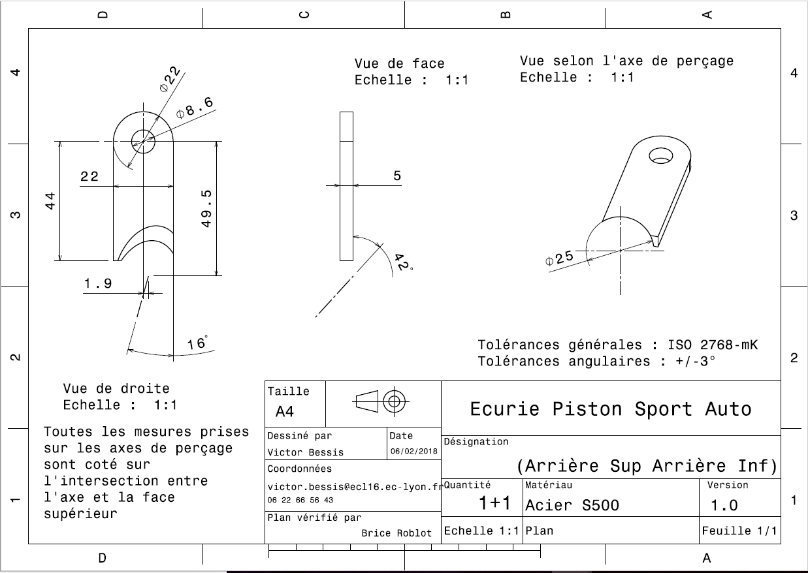 D
C
B
A
4
4
3
3
2
2
1
1
Vue de face
Echelle : 1:1
Vue selon l'axe de perçage
Echelle : 1:1
Φ22
Φ8.6
22
44
49.5
1.9
16°
5
42°
Φ25
Tolérances générales : ISO 2768-mK
Tolérances angulaires : +/-3°
Vue de droite
Echelle : 1:1
Toutes les mesures prises
sur les axes de perçage
sont coté sur
l'intersection entre
l'axe et la face
supérieur
Taille
A4
Ecurie Piston Sport Auto
Dessiné par
Victor Bessis
Date
06/02/2018
Désignation
(Arrière Sup Arrière Inf)
Coordonnées
victor.bessis@ecl16.ec-lyon.fr
06 22 66 56 43
Quantité
1+1
Matériau
Acier S500
Version
1.0
Plan vérifié par
Brice Roblot
Echelle 1:1
Plan
Feuille 1/1
D
A